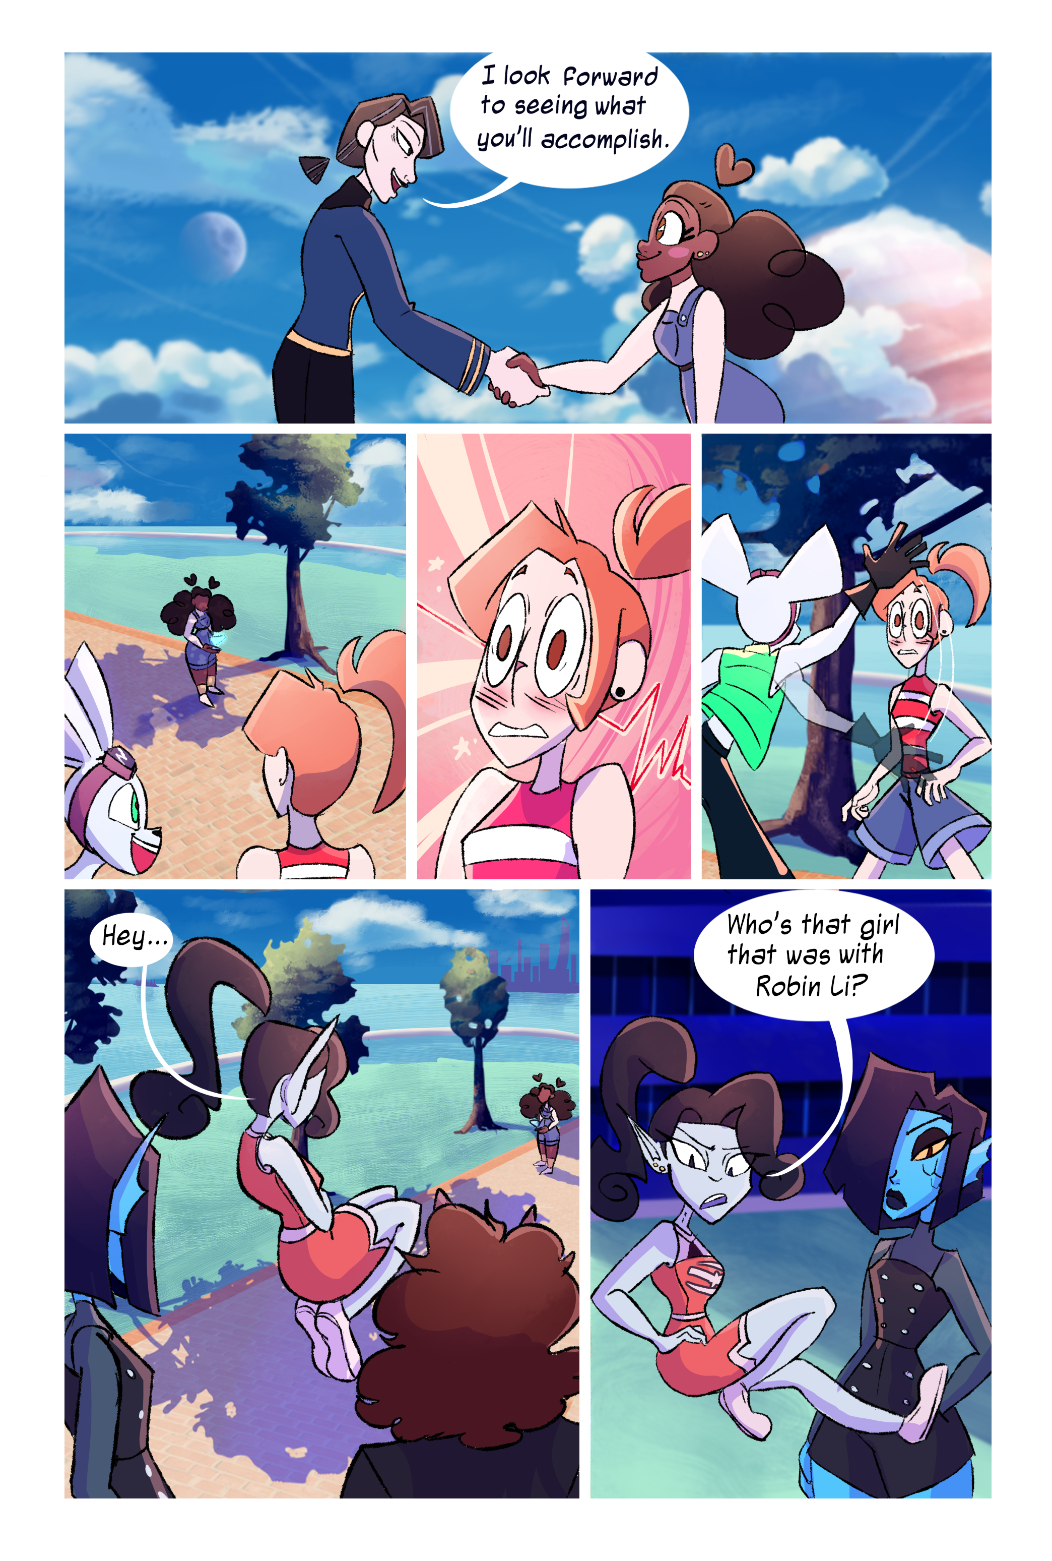 I look forward
to seeing what
you'll accomplish.
Hey...
Who's that girl
that was with
Robin Li?